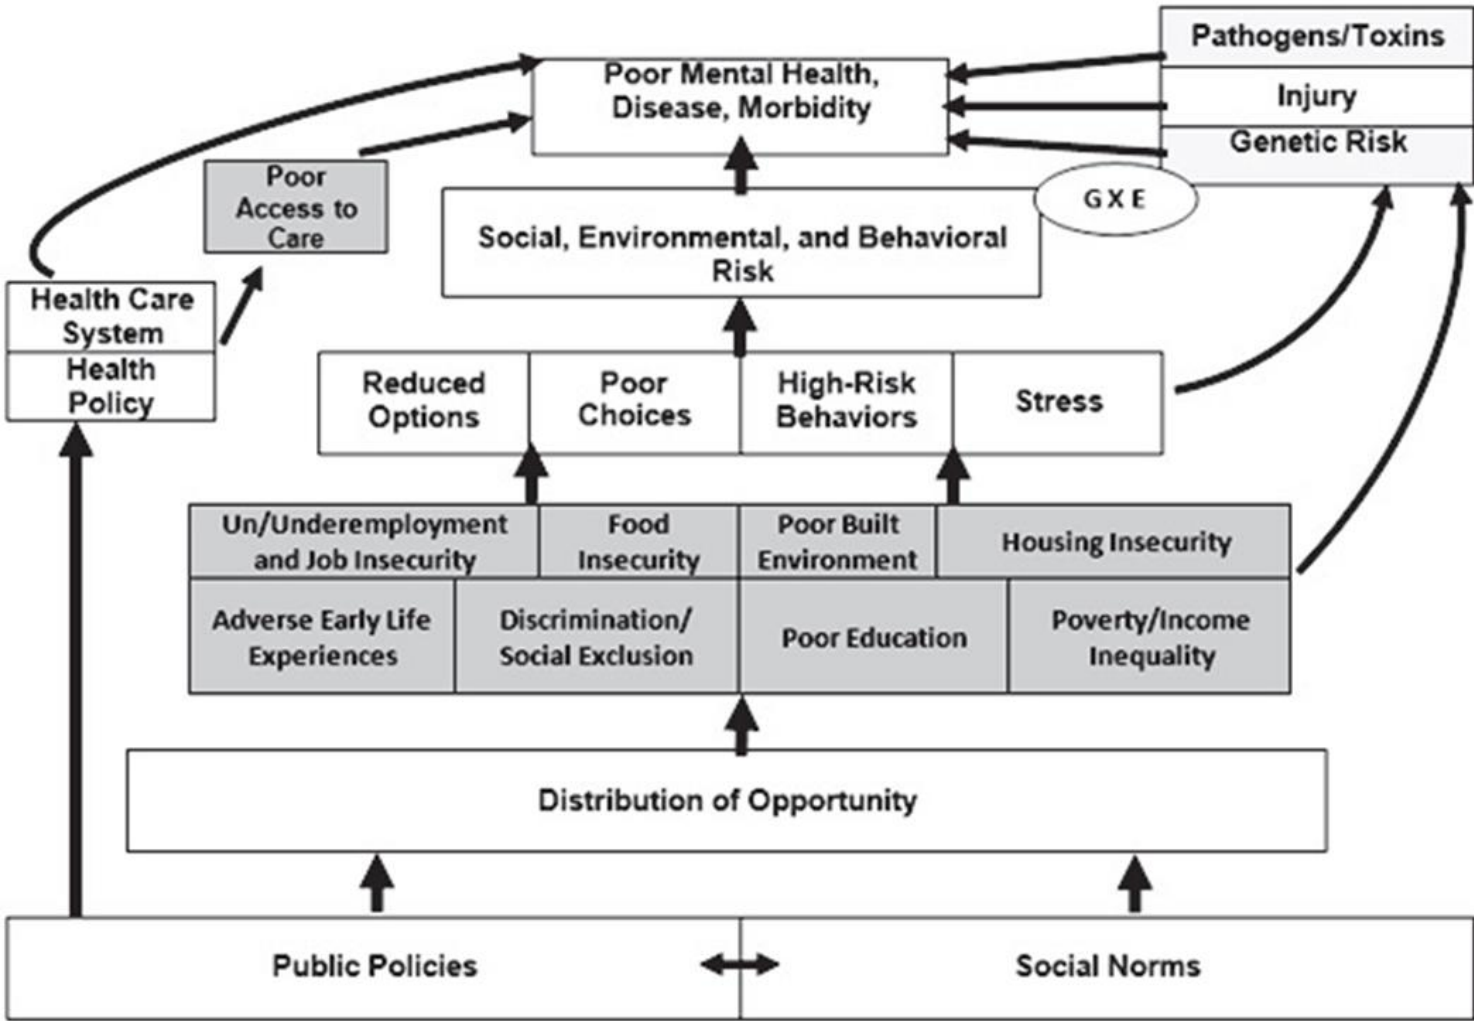 Pathogens/Toxins
Poor Mental Health,
Disease, Morbidity
Injury
Genetic Risk
Poor
Access to
Care
G X E
Social, Environmental, and Behavioral
Risk
Health Care
System
Health
Policy
Reduced
Options
Poor
Choices
High-Risk
Behaviors
Stress
Un/Underemployment
and Job Insecurity
Food
Insecurity
Poor Built
Environment
Housing Insecurity
Adverse Early Life
Experiences
Discrimination/
Social Exclusion
Poor Education
Poverty/Income
Inequality
Distribution of Opportunity
Public Policies
Social Norms